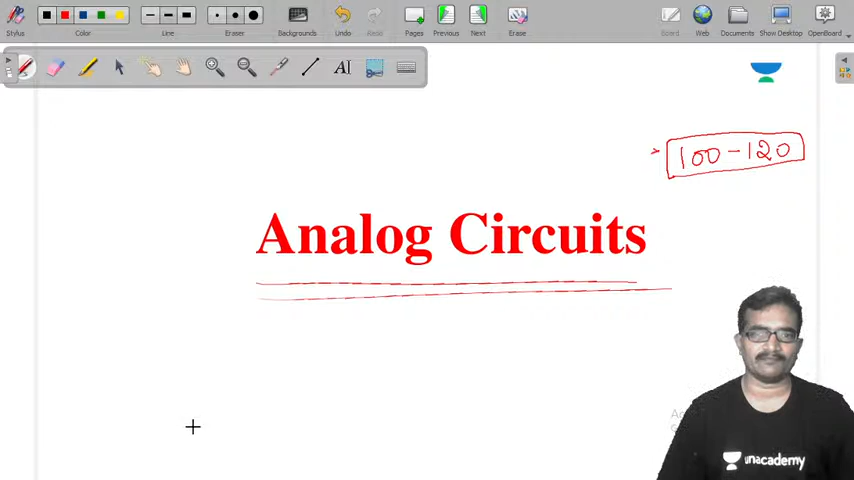 Stylus Color Line Eraser Backgrounds Undo Redo Pages Previous Next Erase Board Web Documents Show Desktop OpenBoard
100-120
Analog Circuits
unacademy